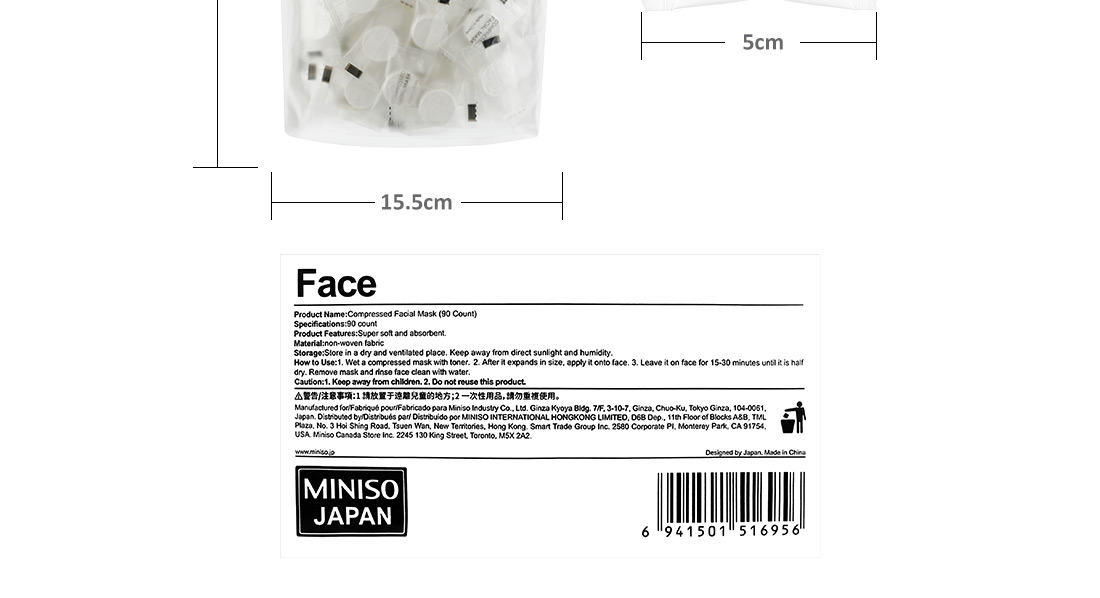 5cm
15.5cm
Face
Product Name:Compressed Facial Mask (90 Count)
Specifications:90 count
Product Features:Super soft and absorbent.
Material:non-woven fabric
Storage:Store in a dry and ventilated place. Keep away from direct sunlight and humidity.
How to Use:1. Wet a compressed mask with toner. 2. After it expands in size, apply it onto face. 3. Leave it on face for 15-30 minutes until it is half
dry. Remove mask and rinse face clean with water.
Caution:1. Keep away from children. 2. Do not reuse this product.
⚠警告/注意事項:1 請放置于遠離兒童的地方;2 一次性用品,請勿重複使用。
Manufactured for/Fabriqué pour/Fabricado para Miniso Industry Co., Ltd. Ginza Kyoya Bldg. 7/F, 3-10-7, Ginza, Chuo-Ku, Tokyo Ginza, 104-0061,
Japan. Distributed by/Distribués par/ Distribuido por MINISO INTERNATIONAL HONGKONG LIMITED, D6B Dep., 11th Floor of Blocks A&B, TML
Plaza, No. 3 Hoi Shing Road, Tsuen Wan, New Territories, Hong Kong. Smart Trade Group Inc. 2580 Corporate Pl, Monterey Park, CA 91754,
USA. Miniso Canada Store Inc. 2245 130 King Street, Toronto, M5X 2A2.
www.miniso.jp Designed by Japan. Made in China
MINISO
JAPAN
6 941501 516956